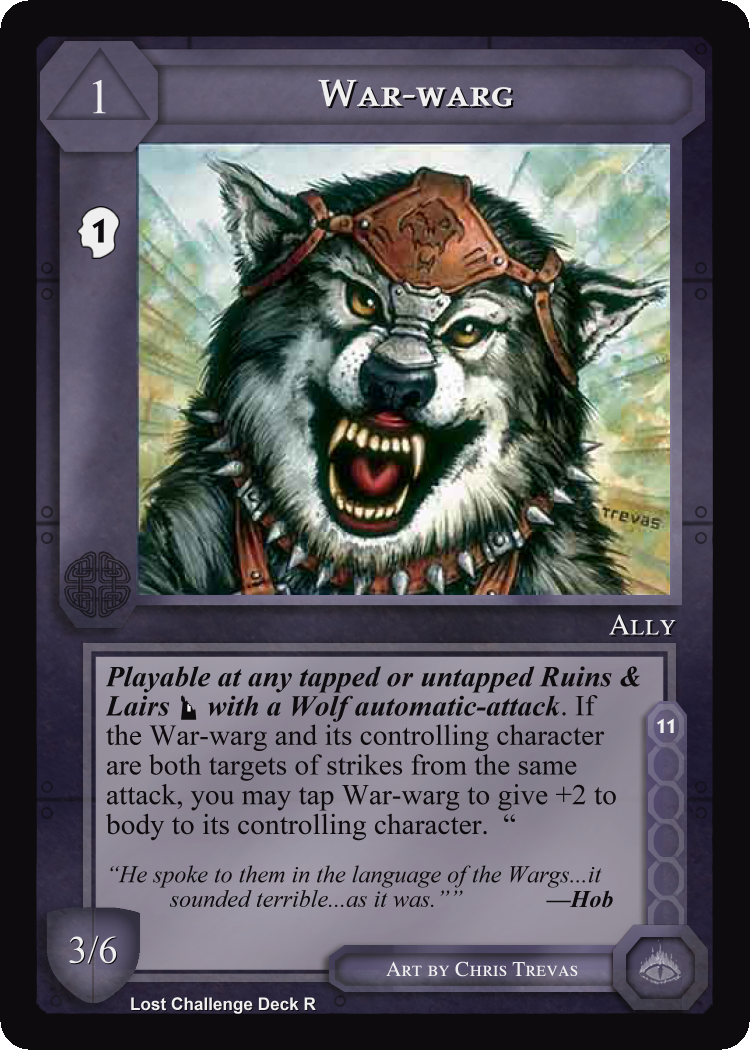 1
War-warg
1
Trevas
Ally
Playable at any tapped or untapped Ruins &
Lairs with a Wolf automatic-attack. If
the War-warg and its controlling character
are both targets of strikes from the same
attack, you may tap War-warg to give +2 to
body to its controlling character. “
11
“He spoke to them in the language of the Wargs...it
sounded terrible...as it was.”” —Hob
3/6
Art by Chris Trevas
Lost Challenge Deck R